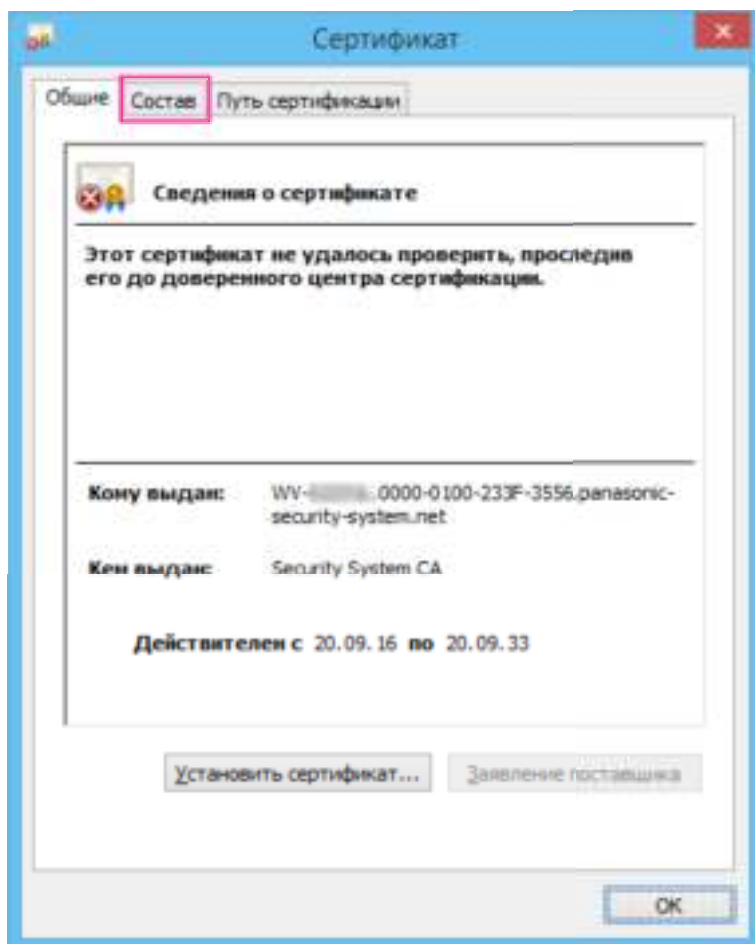 Сертификат
Общие Состав Путь сертификации
Сведения о сертификате
Этот сертификат не удалось проверить, проследив
его до доверенного центра сертификации.
Кому выдан: WV- 0000-0100-233F-3556.panasonic-
security-system.net
Кем выдан: Security System CA
Действителен с 20.09.16 по 20.09.33
Установить сертификат... Заявление поставщика
OK